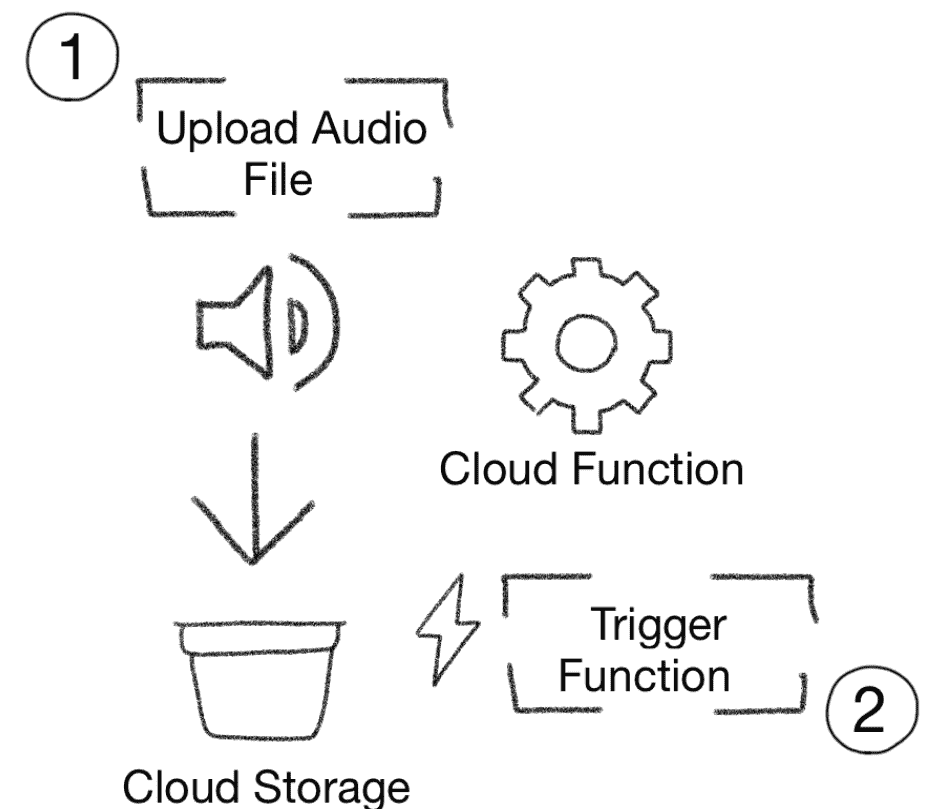 1
Upload Audio
File
Cloud Function
Trigger
Function
2
Cloud Storage